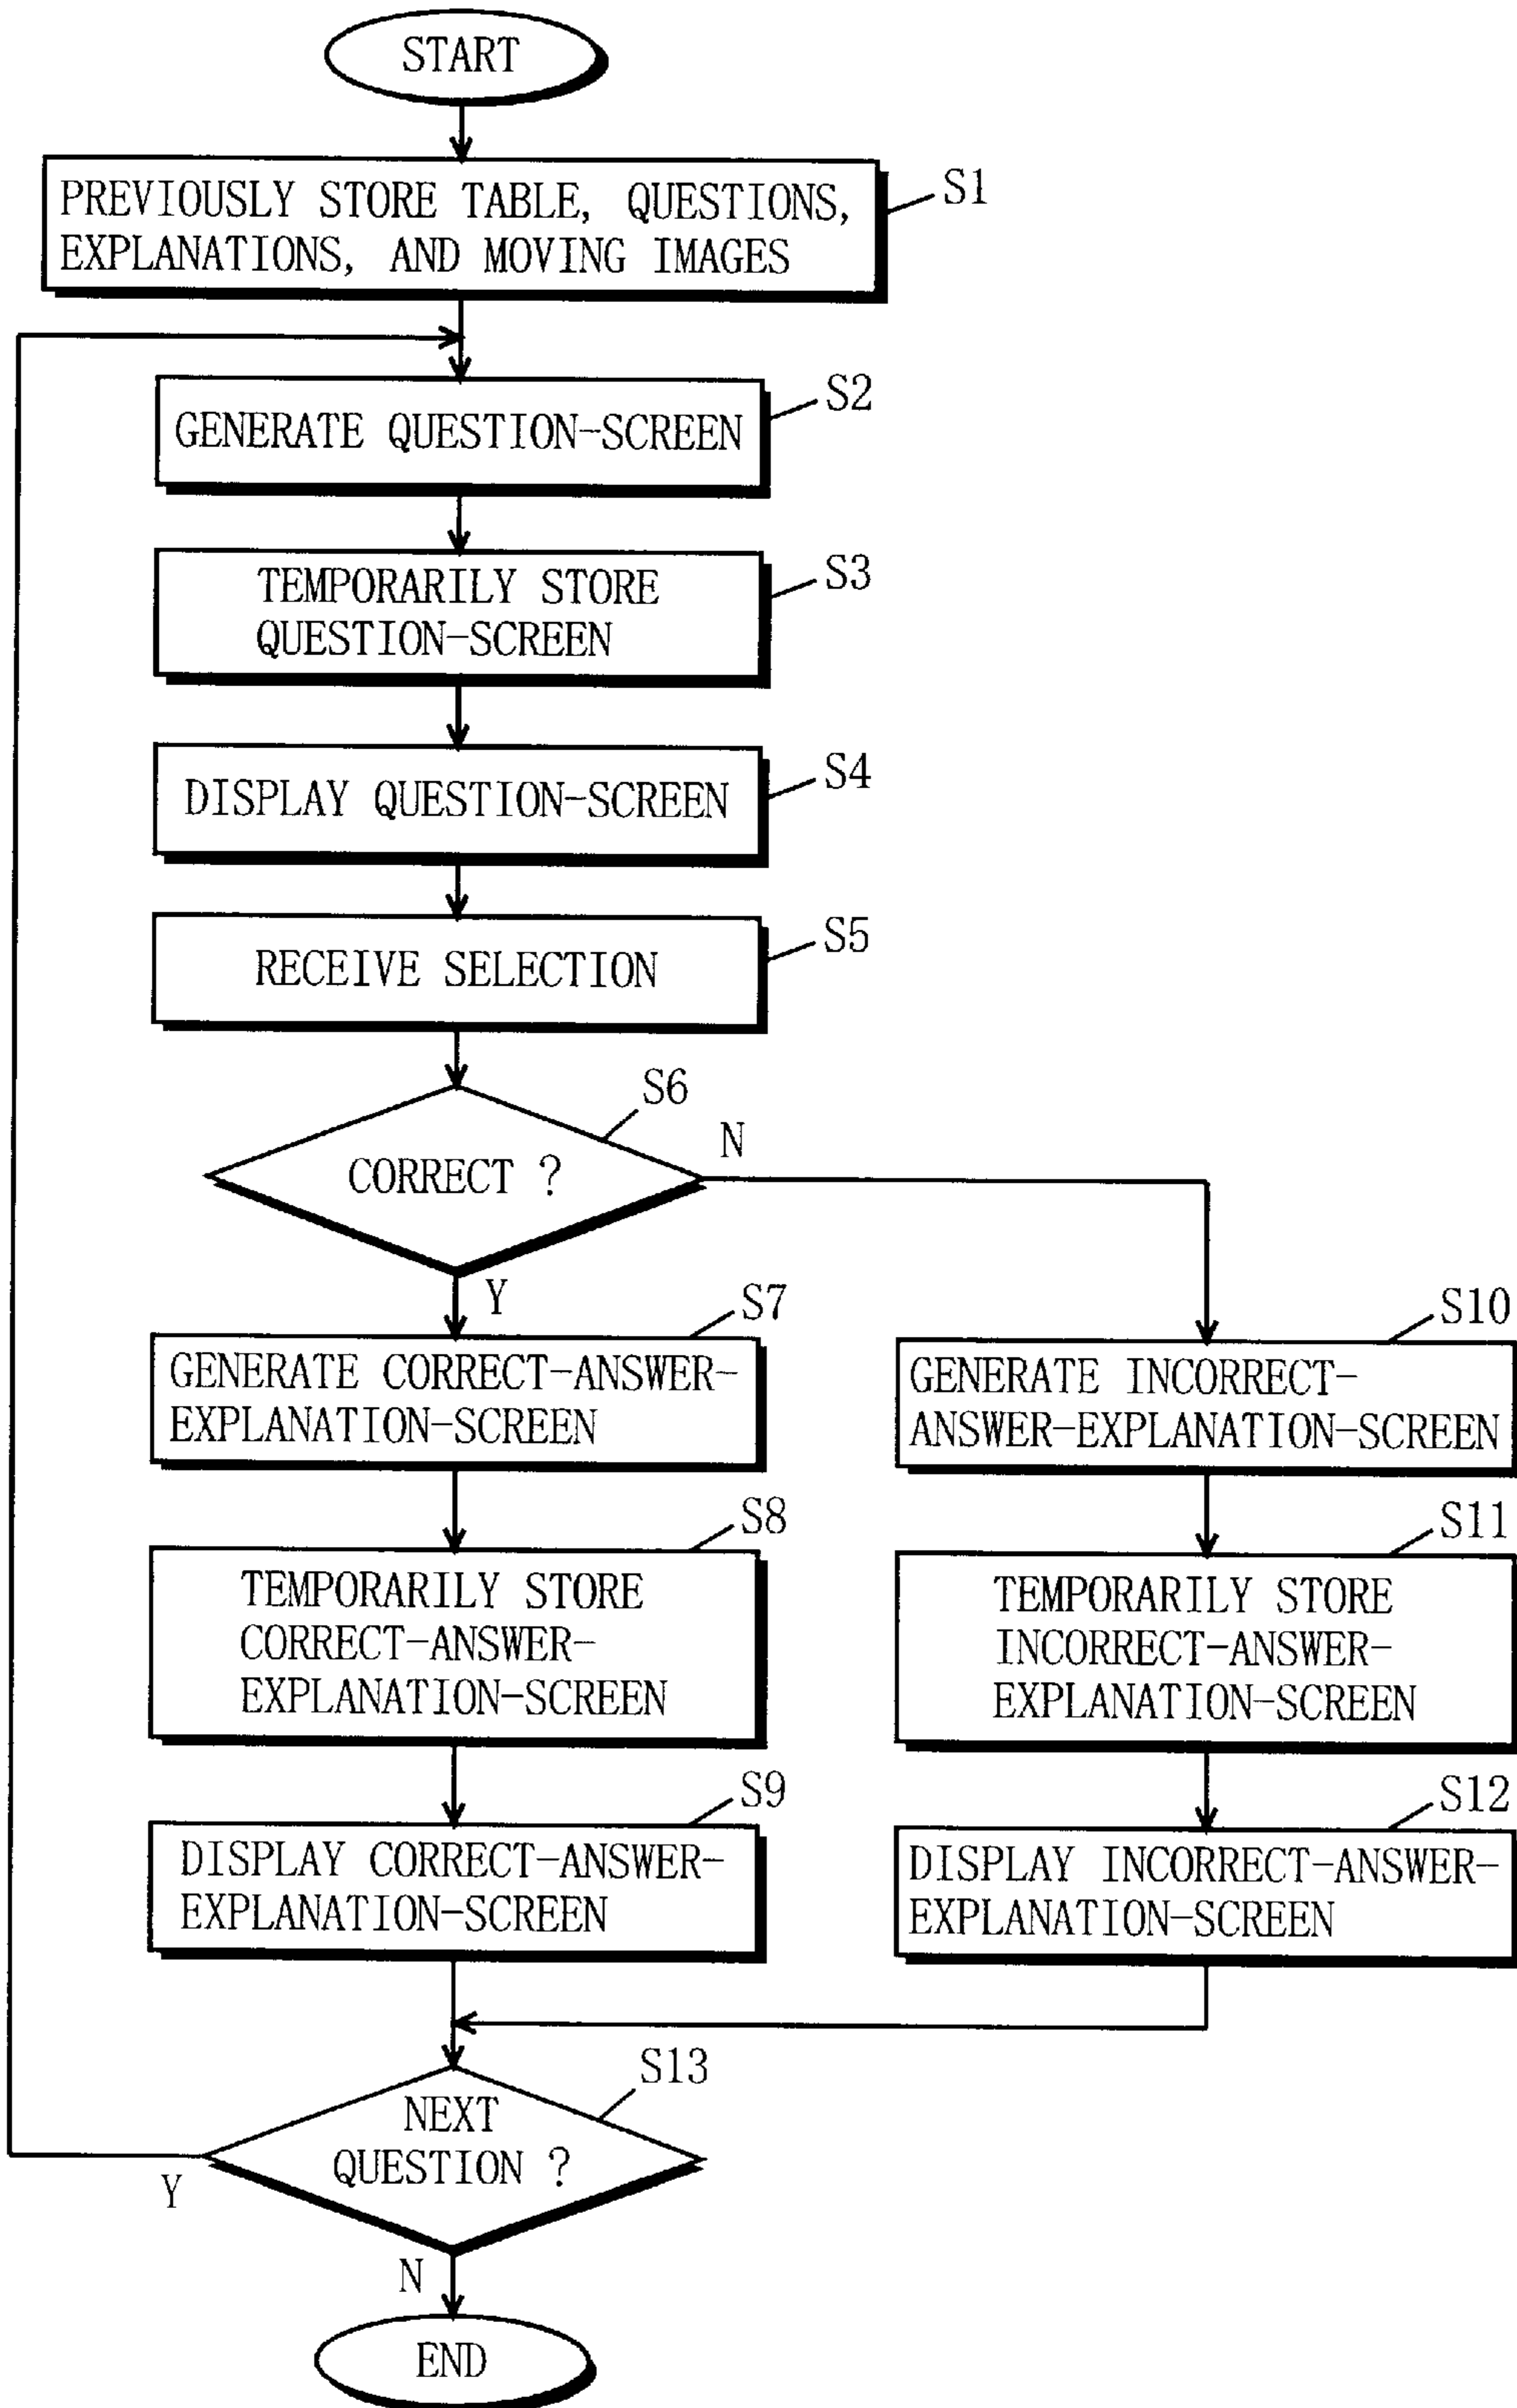 START
PREVIOUSLY STORE TABLE, QUESTIONS,
EXPLANATIONS, AND MOVING IMAGES
S1
GENERATE QUESTION-SCREEN
S2
TEMPORARILY STORE
QUESTION-SCREEN
S3
DISPLAY QUESTION-SCREEN
S4
RECEIVE SELECTION
S5
CORRECT ?
S6
N
Y
GENERATE CORRECT-ANSWER-
EXPLANATION-SCREEN
S7
TEMPORARILY STORE
CORRECT-ANSWER-
EXPLANATION-SCREEN
S8
DISPLAY CORRECT-ANSWER-
EXPLANATION-SCREEN
S9
GENERATE INCORRECT-
ANSWER-EXPLANATION-SCREEN
S10
TEMPORARILY STORE
INCORRECT-ANSWER-
EXPLANATION-SCREEN
S11
DISPLAY INCORRECT-ANSWER-
EXPLANATION-SCREEN
S12
NEXT
QUESTION ?
S13
Y
N
END